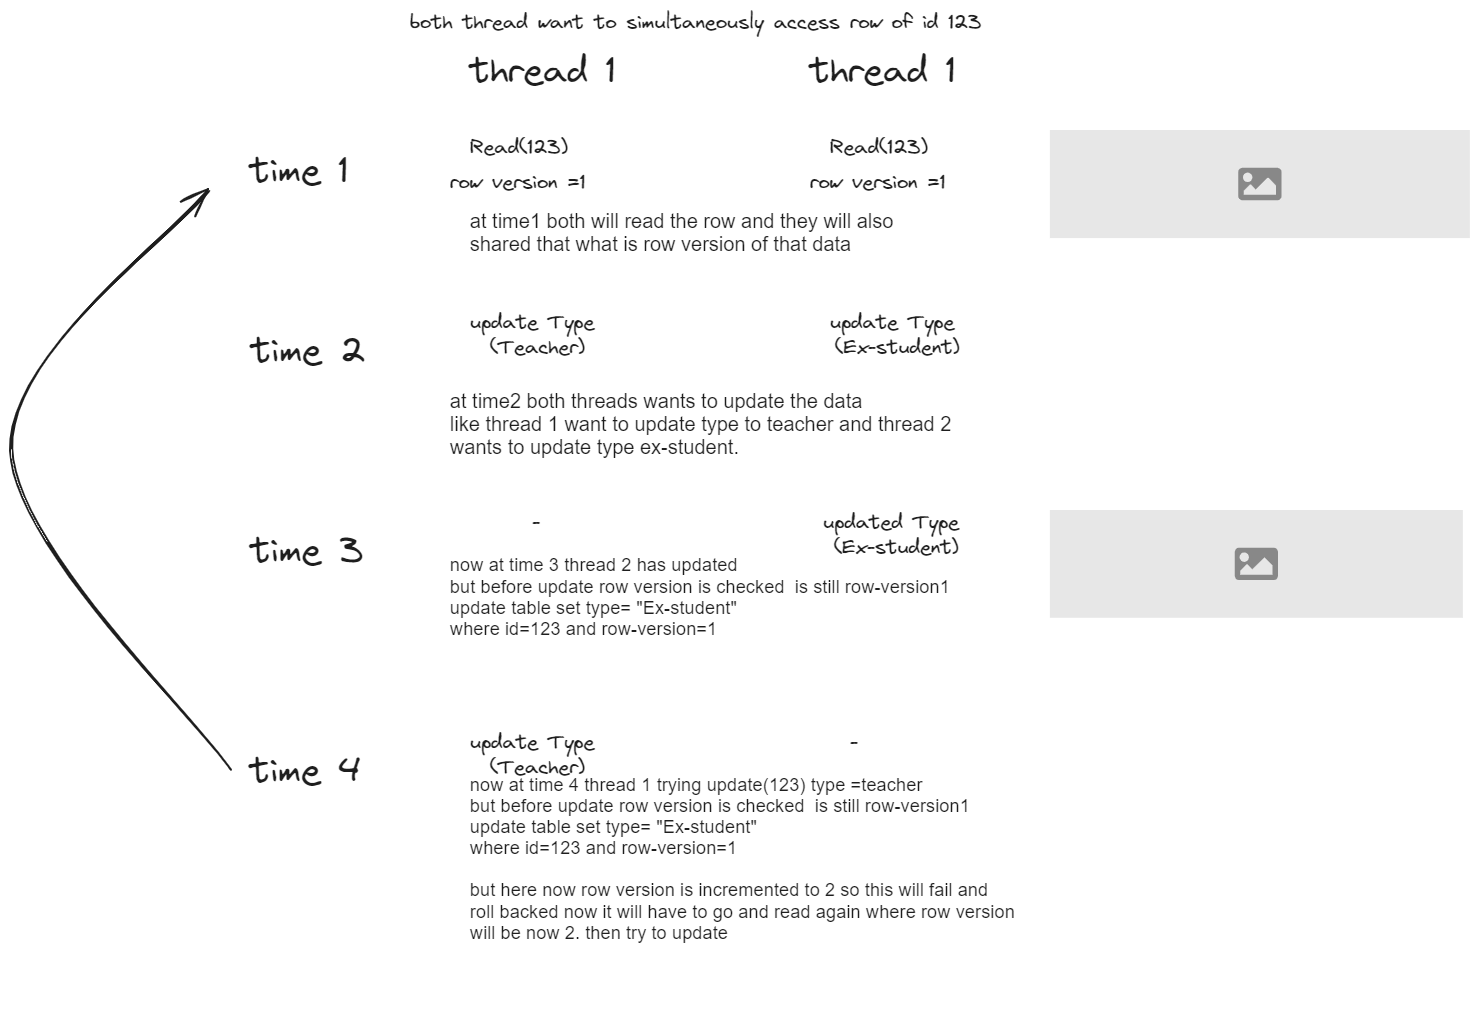 both thread want to simultaneously access row of id 123
thread 1
thread 1
time 1
Read(123)
Read(123)
row version =1
row version =1
at time1 both will read the row and they will also
shared that what is row version of that data
time 2
update Type
(Teacher)
update Type
(Ex-student)
at time2 both threads wants to update the data
like thread 1 want to update type to teacher and thread 2
wants to update type ex-student.
time 3
-
updated Type
(Ex-student)
now at time 3 thread 2 has updated
but before update row version is checked  is still row-version1
update table set type= "Ex-student"
where id=123 and row-version=1
time 4
update Type
(Teacher)
-
now at time 4 thread 1 trying update(123) type =teacher
but before update row version is checked  is still row-version1
update table set type= "Ex-student"
where id=123 and row-version=1
but here now row version is incremented to 2 so this will fail and
roll backed now it will have to go and read again where row version
will be now 2. then try to update